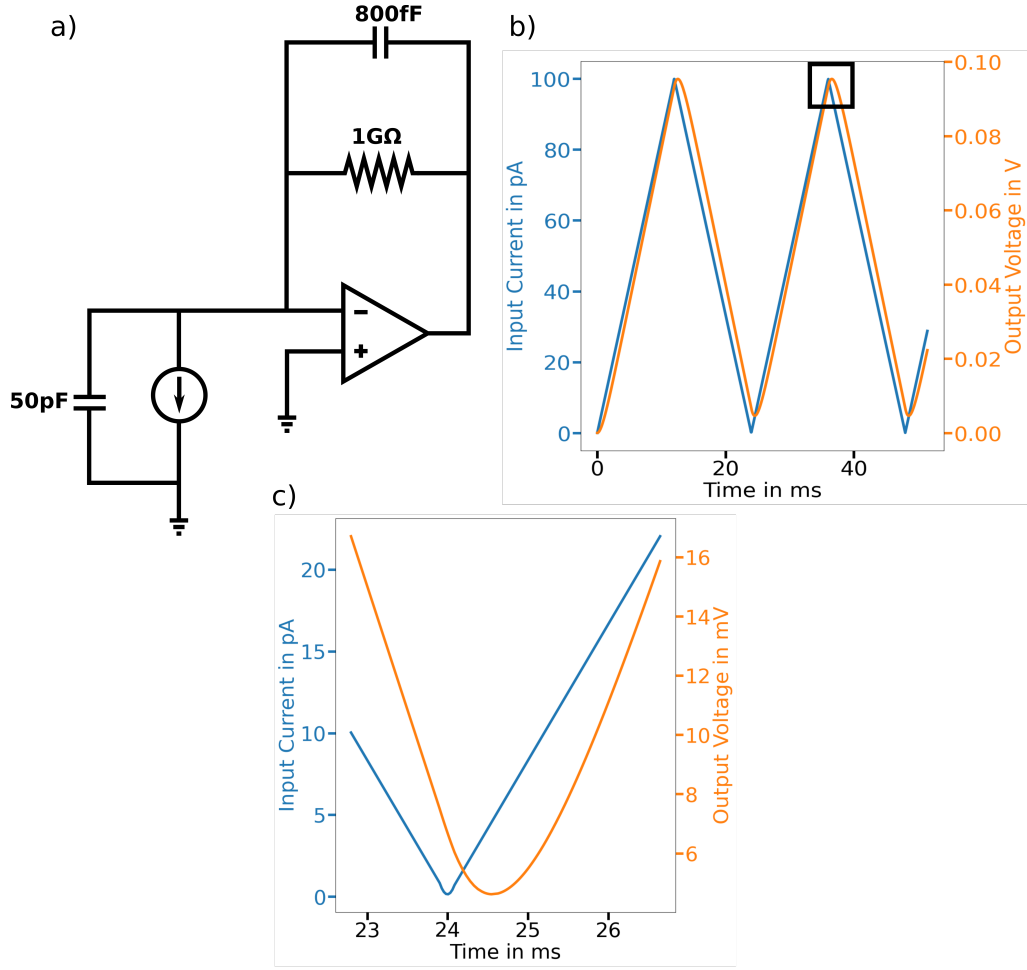 a)
800fF
1GΩ
−
+
50pF
b)
100
80
60
40
20
0
Input Current in pA
0.10
0.08
0.06
0.04
0.02
0.00
Output Voltage in V
0 20 40
Time in ms
c)
20
15
10
5
0
Input Current in pA
16
14
12
10
8
6
Output Voltage in mV
23 24 25 26
Time in ms